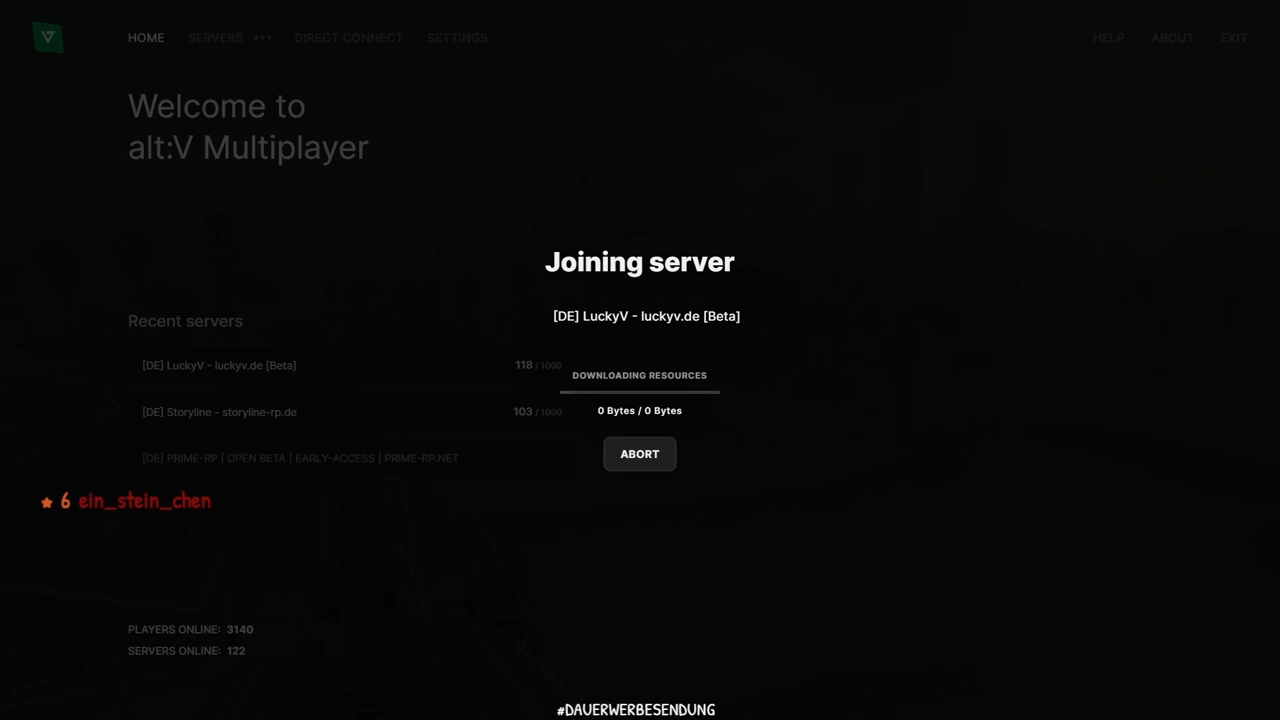 HOME SERVERS DIRECT CONNECT SETTINGS HELP ABOUT EXIT
Welcome to
alt:V Multiplayer
Joining server
[DE] LuckyV - luckyv.de [Beta]
DOWNLOADING RESOURCES
0 Bytes / 0 Bytes
ABORT
Recent servers
[DE] LuckyV - luckyv.de [Beta] 118 / 1000
[DE] Storyline - storyline-rp.de 103 / 1000
[DE] PRIME-RP | OPEN BETA | EARLY-ACCESS | PRIME-RP.NET
6 ein_stein_chen
PLAYERS ONLINE: 3140
SERVERS ONLINE: 122
#DAUERWERBESENDUNG